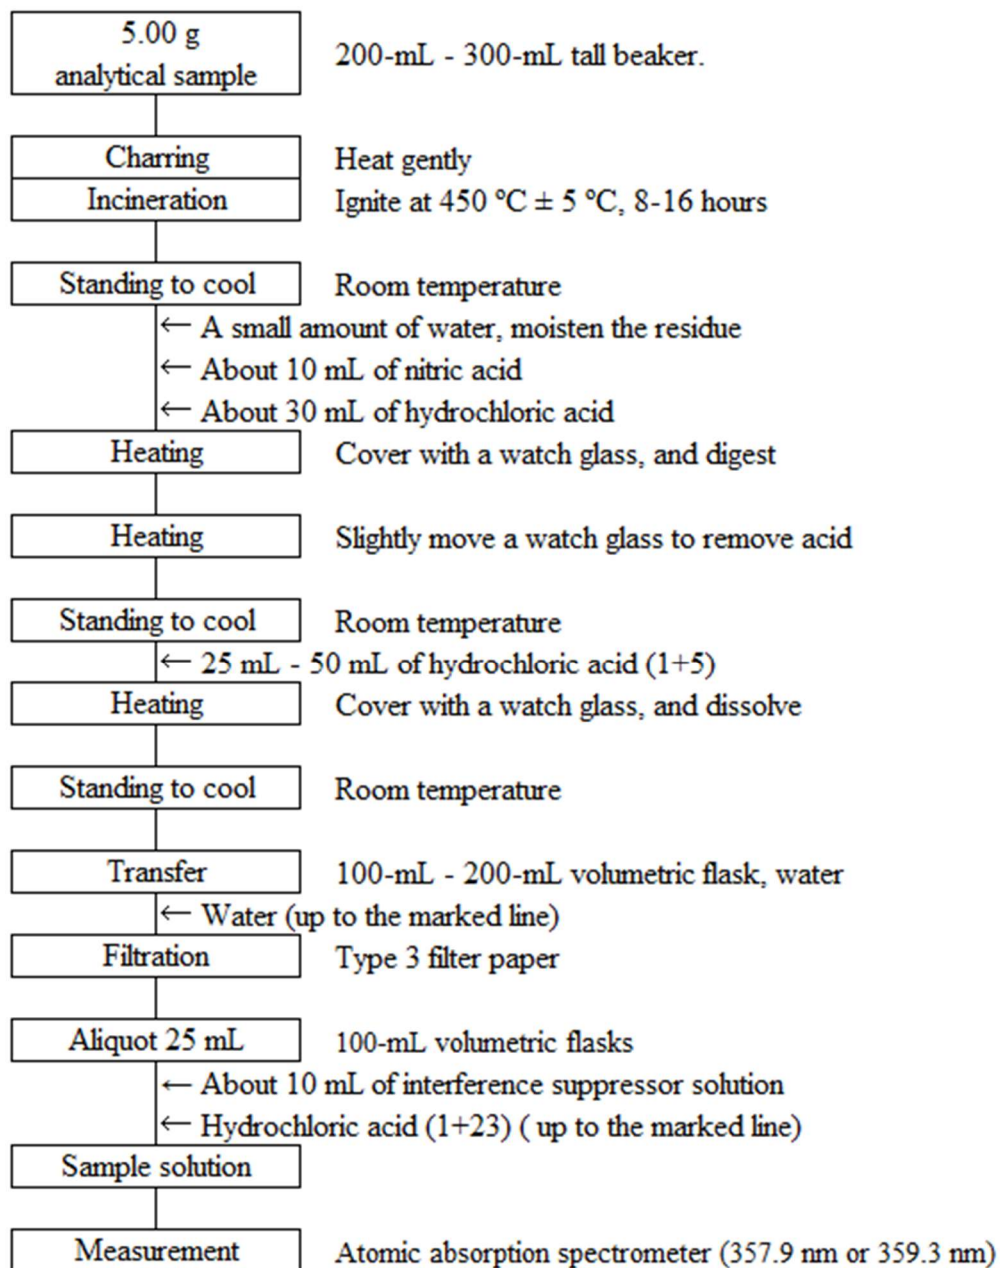 5.00 g
analytical sample
200-mL - 300-mL tall beaker.
Charring
Heat gently
Incineration
Ignite at 450 ºC ± 5 ºC, 8-16 hours
Standing to cool
Room temperature
← A small amount of water, moisten the residue
← About 10 mL of nitric acid
← About 30 mL of hydrochloric acid
Heating
Cover with a watch glass, and digest
Heating
Slightly move a watch glass to remove acid
Standing to cool
Room temperature
← 25 mL - 50 mL of hydrochloric acid (1+5)
Heating
Cover with a watch glass, and dissolve
Standing to cool
Room temperature
Transfer
100-mL - 200-mL volumetric flask, water
← Water (up to the marked line)
Filtration
Type 3 filter paper
Aliquot 25 mL
100-mL volumetric flasks
← About 10 mL of interference suppressor solution
← Hydrochloric acid (1+23) ( up to the marked line)
Sample solution
Measurement
Atomic absorption spectrometer (357.9 nm or 359.3 nm)